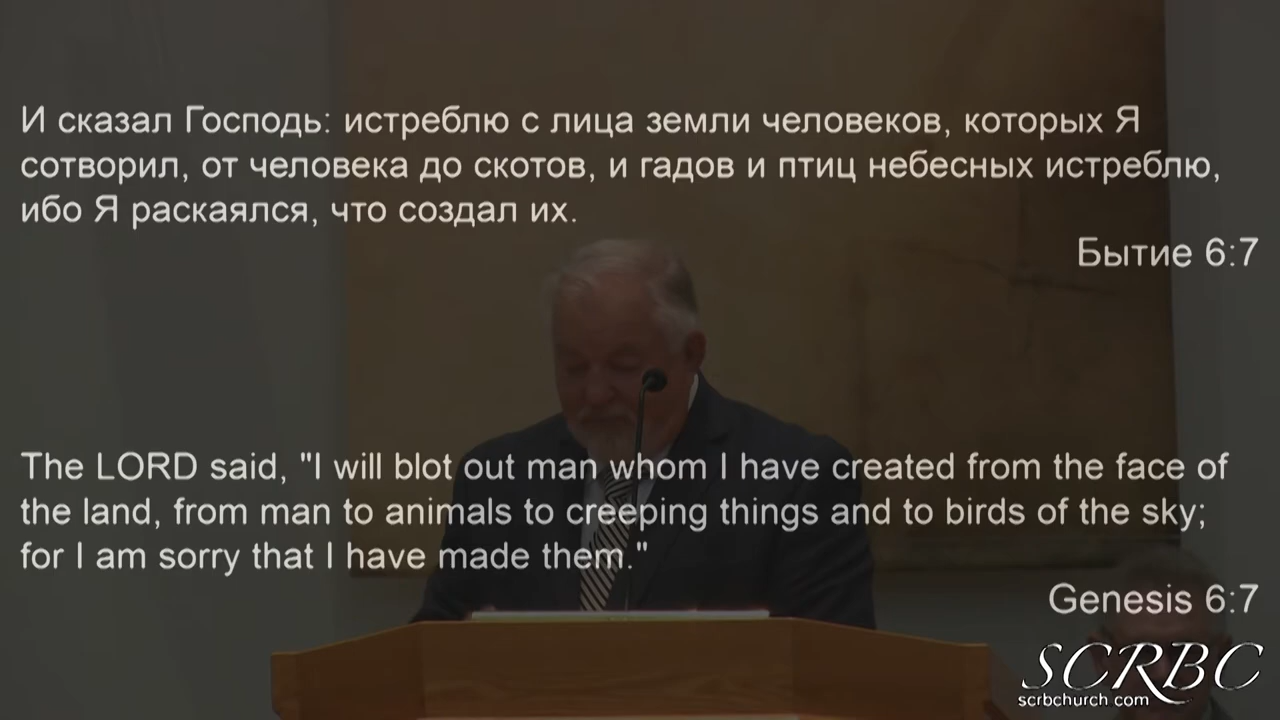 И сказал Господь: истреблю с лица земли человеков, которых Я
сотворил, от человека до скотов, и гадов и птиц небесных истреблю,
ибо Я раскаялся, что создал их.
Бытие 6:7
The LORD said, "I will blot out man whom I have created from the face of
the land, from man to animals to creeping things and to birds of the sky;
for I am sorry that I have made them."
Genesis 6:7
SCRBC
scrbchurch com